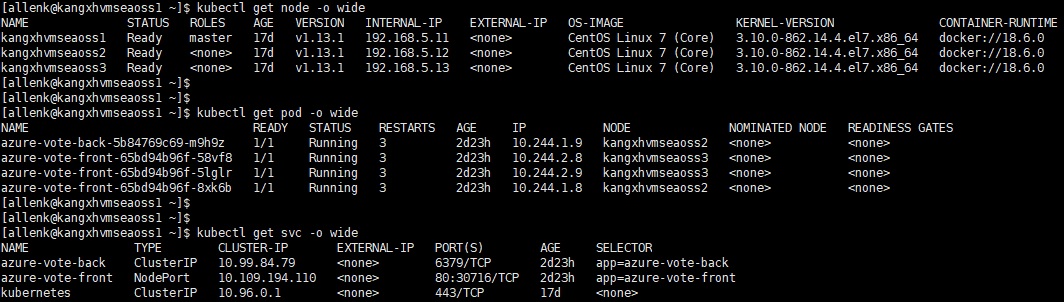 [allenk@kangxhvmseaoss1 ~]$ kubectl get node -o wide
NAME STATUS ROLES AGE VERSION INTERNAL-IP EXTERNAL-IP OS-IMAGE KERNEL-VERSION CONTAINER-RUNTIME
kangxhvmseaoss1 Ready master 17d v1.13.1 192.168.5.11 <none> CentOS Linux 7 (Core) 3.10.0-862.14.4.el7.x86_64 docker://18.6.0
kangxhvmseaoss2 Ready <none> 17d v1.13.1 192.168.5.12 <none> CentOS Linux 7 (Core) 3.10.0-862.14.4.el7.x86_64 docker://18.6.0
kangxhvmseaoss3 Ready <none> 17d v1.13.1 192.168.5.13 <none> CentOS Linux 7 (Core) 3.10.0-862.14.4.el7.x86_64 docker://18.6.0
[allenk@kangxhvmseaoss1 ~]$
[allenk@kangxhvmseaoss1 ~]$
[allenk@kangxhvmseaoss1 ~]$ kubectl get pod -o wide
NAME READY STATUS RESTARTS AGE IP NODE NOMINATED NODE READINESS GATES
azure-vote-back-5b84769c69-m9h9z 1/1 Running 3 2d23h 10.244.1.9 kangxhvmseaoss2 <none> <none>
azure-vote-front-65bd94b96f-58vf8 1/1 Running 3 2d23h 10.244.2.8 kangxhvmseaoss3 <none> <none>
azure-vote-front-65bd94b96f-5lglr 1/1 Running 3 2d23h 10.244.2.9 kangxhvmseaoss3 <none> <none>
azure-vote-front-65bd94b96f-8xk6b 1/1 Running 3 2d23h 10.244.1.8 kangxhvmseaoss2 <none> <none>
[allenk@kangxhvmseaoss1 ~]$
[allenk@kangxhvmseaoss1 ~]$
[allenk@kangxhvmseaoss1 ~]$ kubectl get svc -o wide
NAME TYPE CLUSTER-IP EXTERNAL-IP PORT(S) AGE SELECTOR
azure-vote-back ClusterIP 10.99.84.79 <none> 6379/TCP 2d23h app=azure-vote-back
azure-vote-front NodePort 10.109.194.110 <none> 80:30716/TCP 2d23h app=azure-vote-front
kubernetes ClusterIP 10.96.0.1 <none> 443/TCP 17d <none>